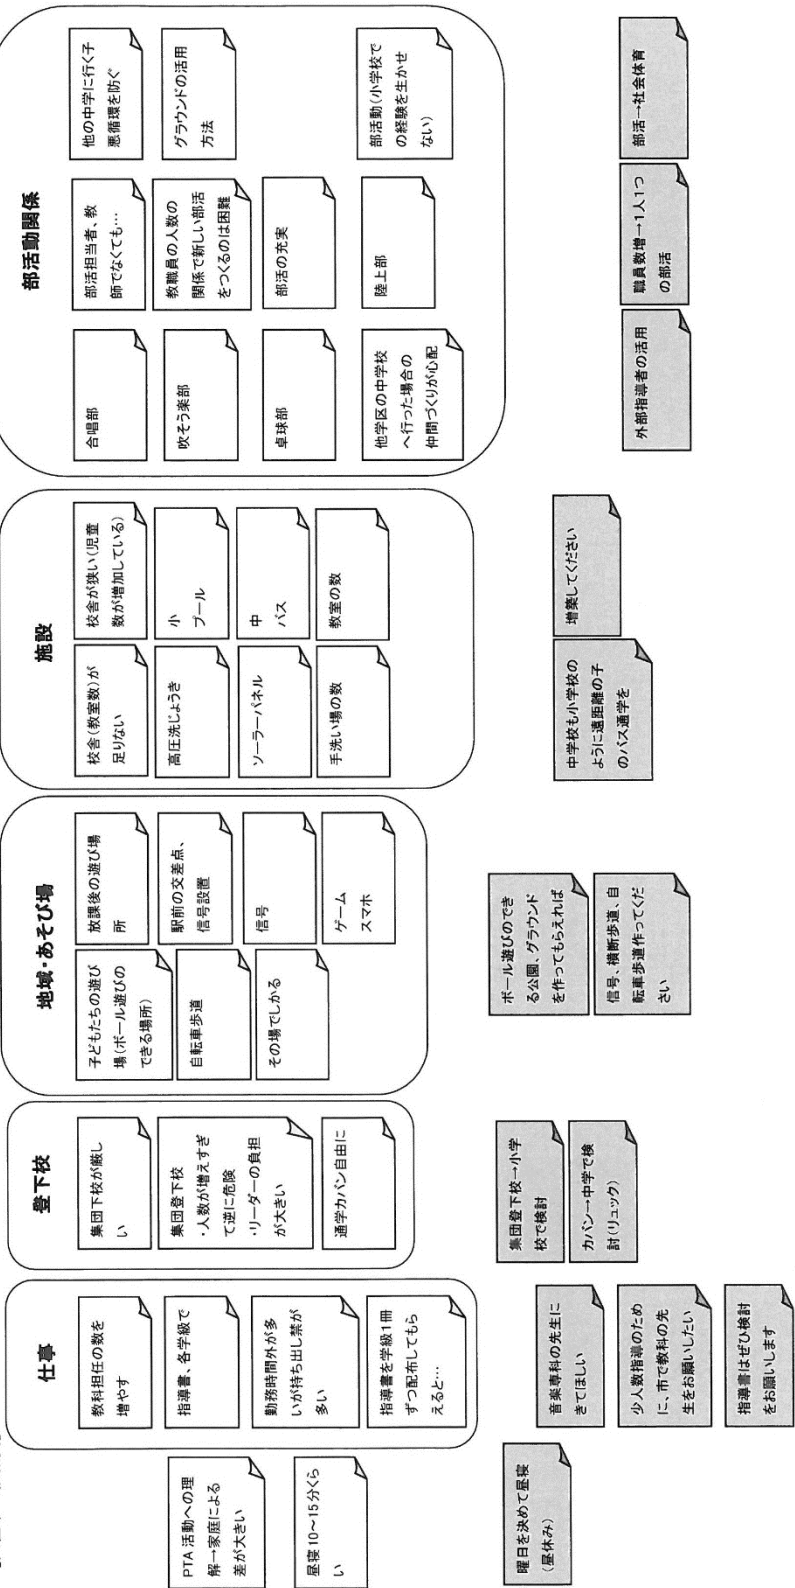 PTA 活動への理
解→家庭による
差が大きい
昼寝10～15分くら
い
曜日を決めて昼寝
（昼休み）
仕事
教科担任の数を
増やす
指導書、各学級で
勤務時間外が多
いが持ち出し禁が
多い
指導書を学級1冊
ずつ配布してもら
えると…
音楽専科の先生に
きてほしい
少人数指導のため
に、市で教科の先
生をお願いしたい
指導書はぜひ検討
をお願いします
登下校
集団下校が厳し
い
集団登下校
・人数が増えすぎ
て逆に危険
・リーダーの負担
が大きい
通学カバン自由に
集団登下校→小学
校で検討
カバン→中学で検
討（リュック）
地域・あそび場
子どもたちの遊び
場（ボール遊びの
できる場所）
放課後の遊び場
所
自転車歩道
駅前の交差点、
信号設置
その場でしかる
信号
ゲーム
スマホ
ボール遊びのでき
る公園、グラウンド
を作ってもらえれば
信号、横断歩道、自
転車歩道作ってくだ
さい
施設
校舎（教室数）が
足りない
校舎が狭い（児童
数が増加している）
高圧洗じょうき
小
プール
ソーラーパネル
中
バス
手洗い場の数
教室の数
中学校も小学校の
ように遠距離の子
のバス通学を
増築してください
部活動関係
合唱部
部活担当者、教
師でなくても…
他の中学に行く子
悪循環を防ぐ
吹そう楽部
教職員の人数の
関係で新しい部活
をつくるのは困難
グラウンドの活用
方法
卓球部
部活の充実
他学区の中学校
へ行った場合の
仲間づくりが心配
陸上部
部活動（小学校で
の経験を生かせ
ない）
外部指導者の活用
職員数増→1人1つ
の部活
部活→社会体育